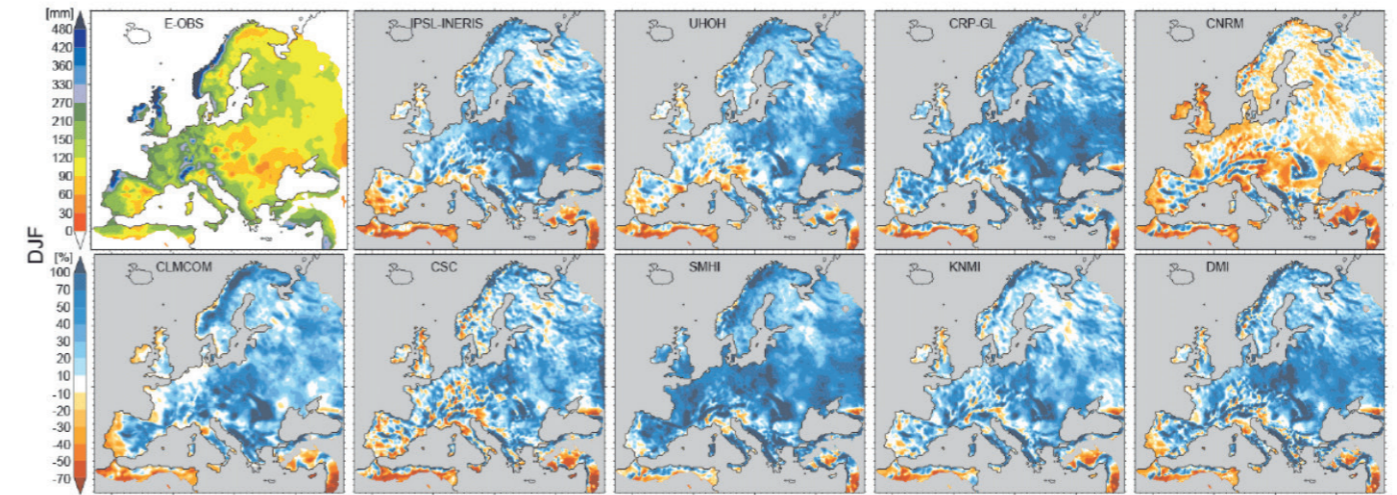 [mm]
480
420
360
330
270
210
150
120
90
60
30
0
E-OBS
IPSL-INERIS
UHOH
CRP-GL
CNRM
DJF
[%]
100
70
50
40
30
20
10
-10
-20
-30
-40
-50
-70
CLMCOM
CSC
SMHI
KNMI
DMI